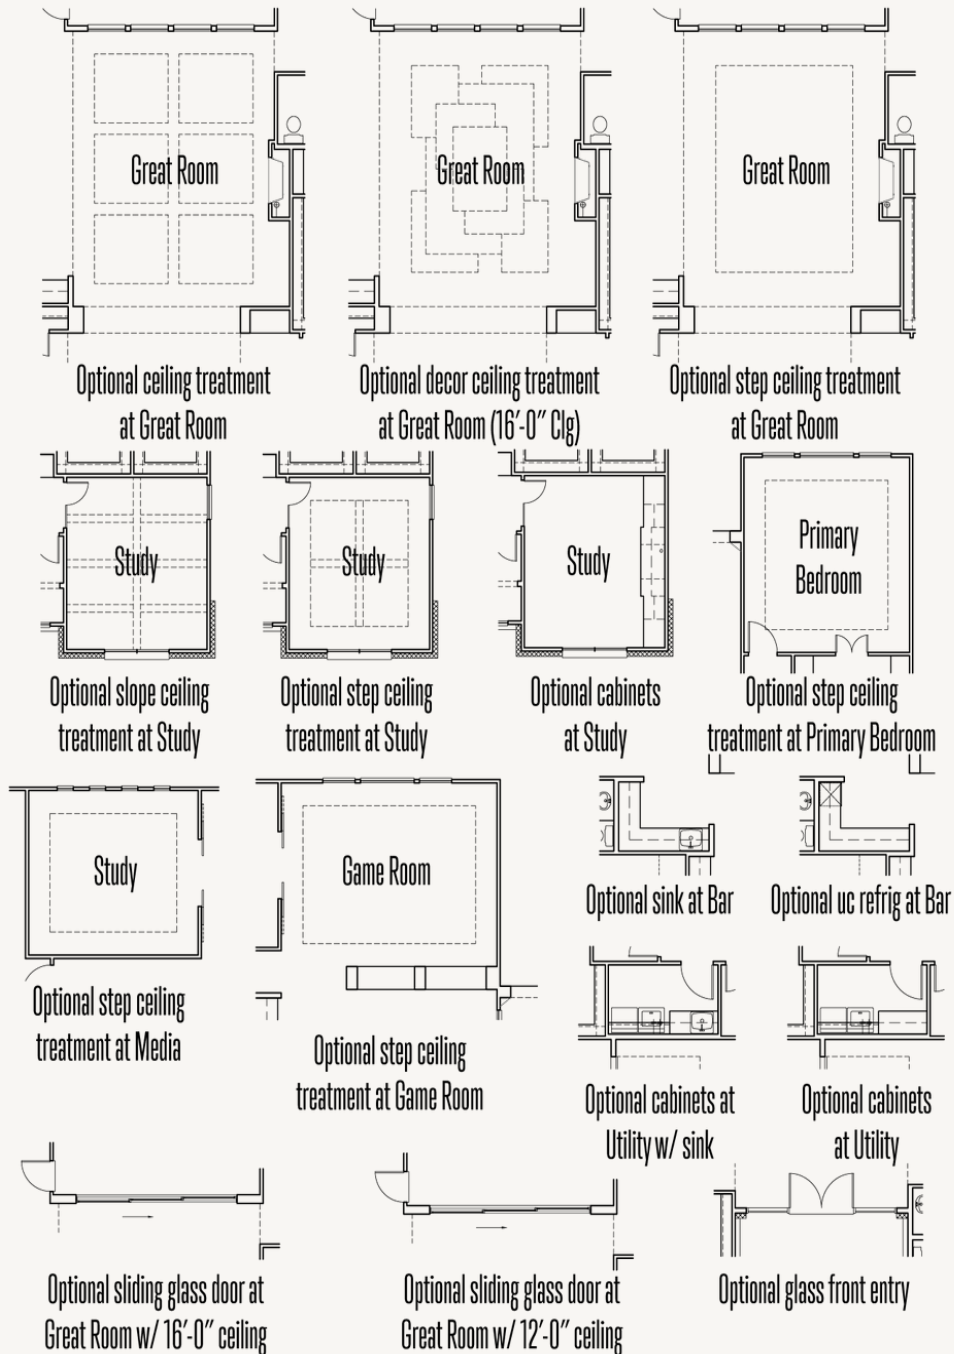 Great Room
Great Room
Great Room
Optional ceiling treatment
at Great Room
Optional decor ceiling treatment
at Great Room (16'-0" Clg)
Optional step ceiling treatment
at Great Room
Study
Study
Study
Primary
Bedroom
Optional slope ceiling
treatment at Study
Optional step ceiling
treatment at Study
Optional cabinets
at Study
Optional step ceiling
treatment at Primary Bedroom
Study
Game Room
Optional sink at Bar
Optional uc refrig at Bar
Optional step ceiling
treatment at Media
Optional step ceiling
treatment at Game Room
Optional cabinets at
Utility w/ sink
Optional cabinets
at Utility
Optional sliding glass door at
Great Room w/ 16'-0" ceiling
Optional sliding glass door at
Great Room w/ 12'-0" ceiling
Optional glass front entry